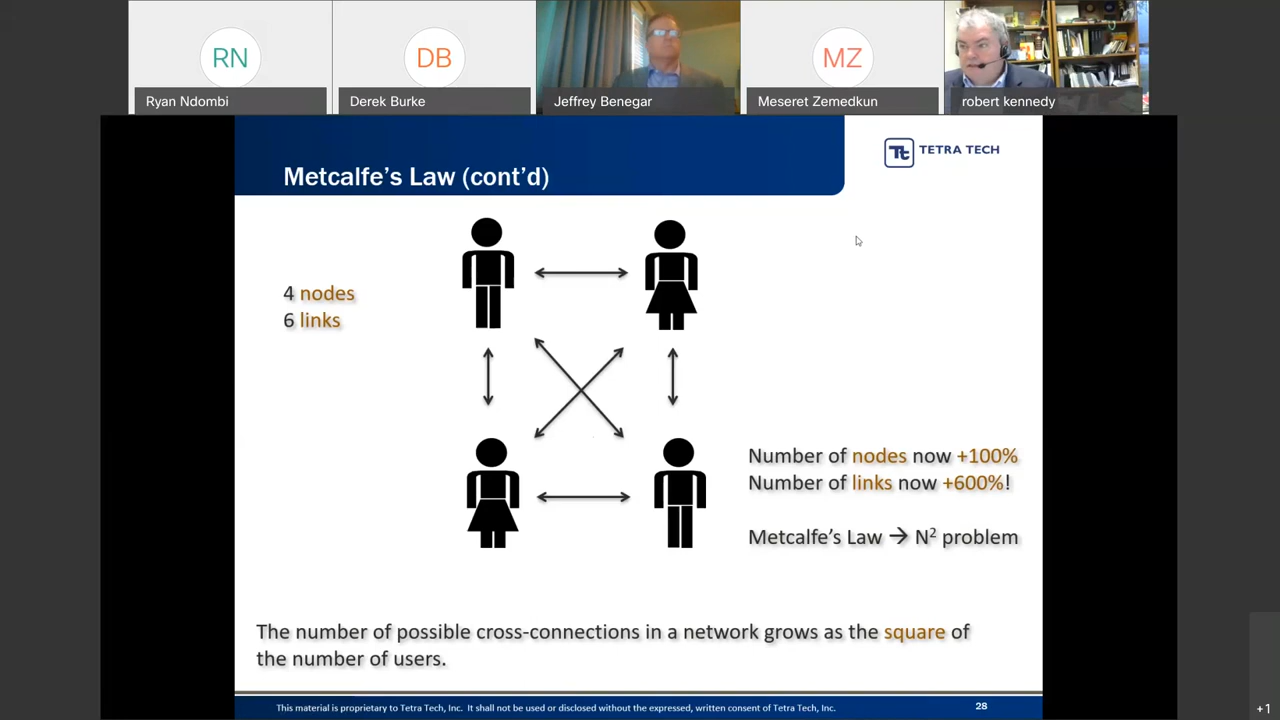 RN
DB
MZ
Ryan Ndombi
Derek Burke
Jeffrey Benegar
Meseret Zemedkun
robert kennedy
Tt TETRA TECH
Metcalfe's Law (cont'd)
4 nodes
6 links
Number of nodes now +100%
Number of links now +600%!
Metcalfe's Law → N² problem
The number of possible cross-connections in a network grows as the square of
the number of users.
This material is proprietary to Tetra Tech, Inc. It shall not be used or disclosed without the expressed, written consent of Tetra Tech, Inc.
28
+1